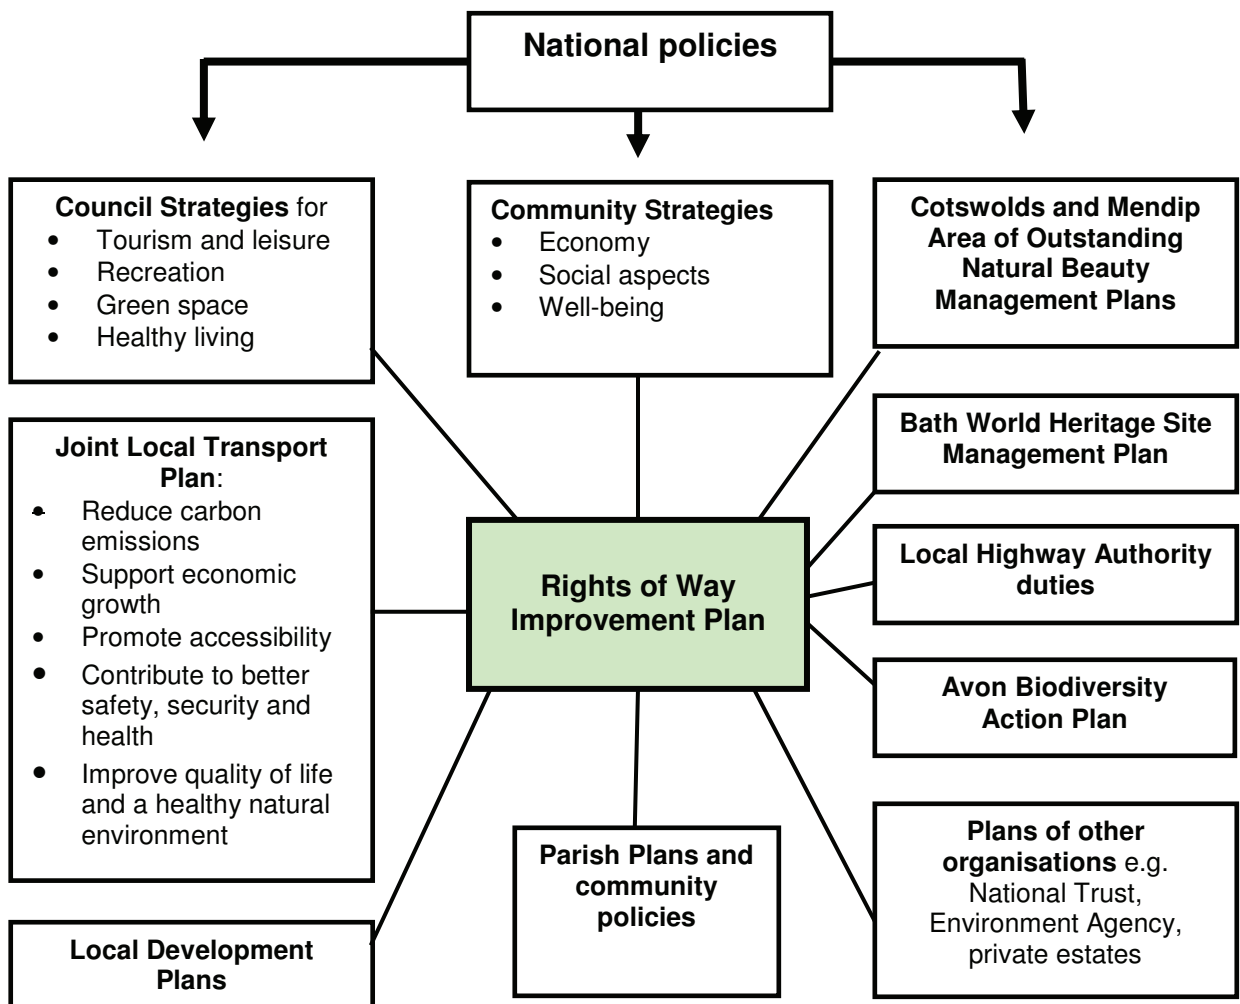 National policies
Council Strategies for
• Tourism and leisure
• Recreation
• Green space
• Healthy living
Community Strategies
• Economy
• Social aspects
• Well-being
Cotswolds and Mendip
Area of Outstanding
Natural Beauty
Management Plans
Joint Local Transport
Plan:
• Reduce carbon
emissions
• Support economic
growth
• Promote accessibility
• Contribute to better
safety, security and
health
• Improve quality of life
and a healthy natural
environment
Rights of Way
Improvement Plan
Bath World Heritage Site
Management Plan
Local Highway Authority
duties
Avon Biodiversity
Action Plan
Local Development
Plans
Parish Plans and
community
policies
Plans of other
organisations e.g.
National Trust,
Environment Agency,
private estates